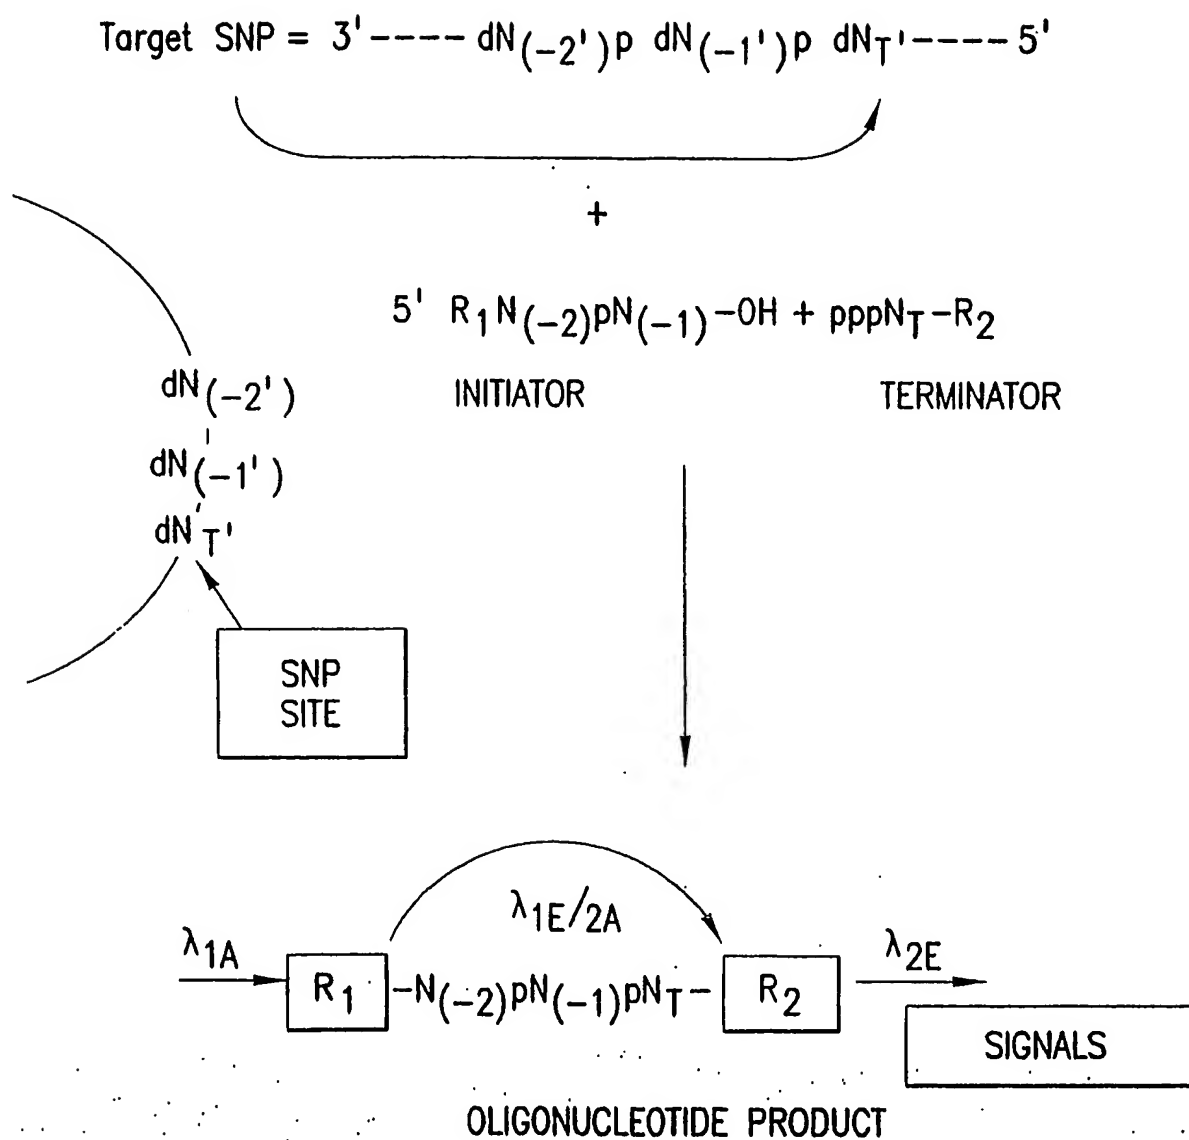 Target SNP = 3'---- dN(-2')p dN(-1')p dNT'----5'
+
5' R1N(-2)pN(-1)-OH + pppNT-R2
INITIATOR TERMINATOR
dN(-2')
dN(-1')
dNT'
SNP
SITE
λ1E/2A
λ1A R1 -N(-2)pN(-1)pNT- R2 λ2E
SIGNALS
OLIGONUCLEOTIDE PRODUCT